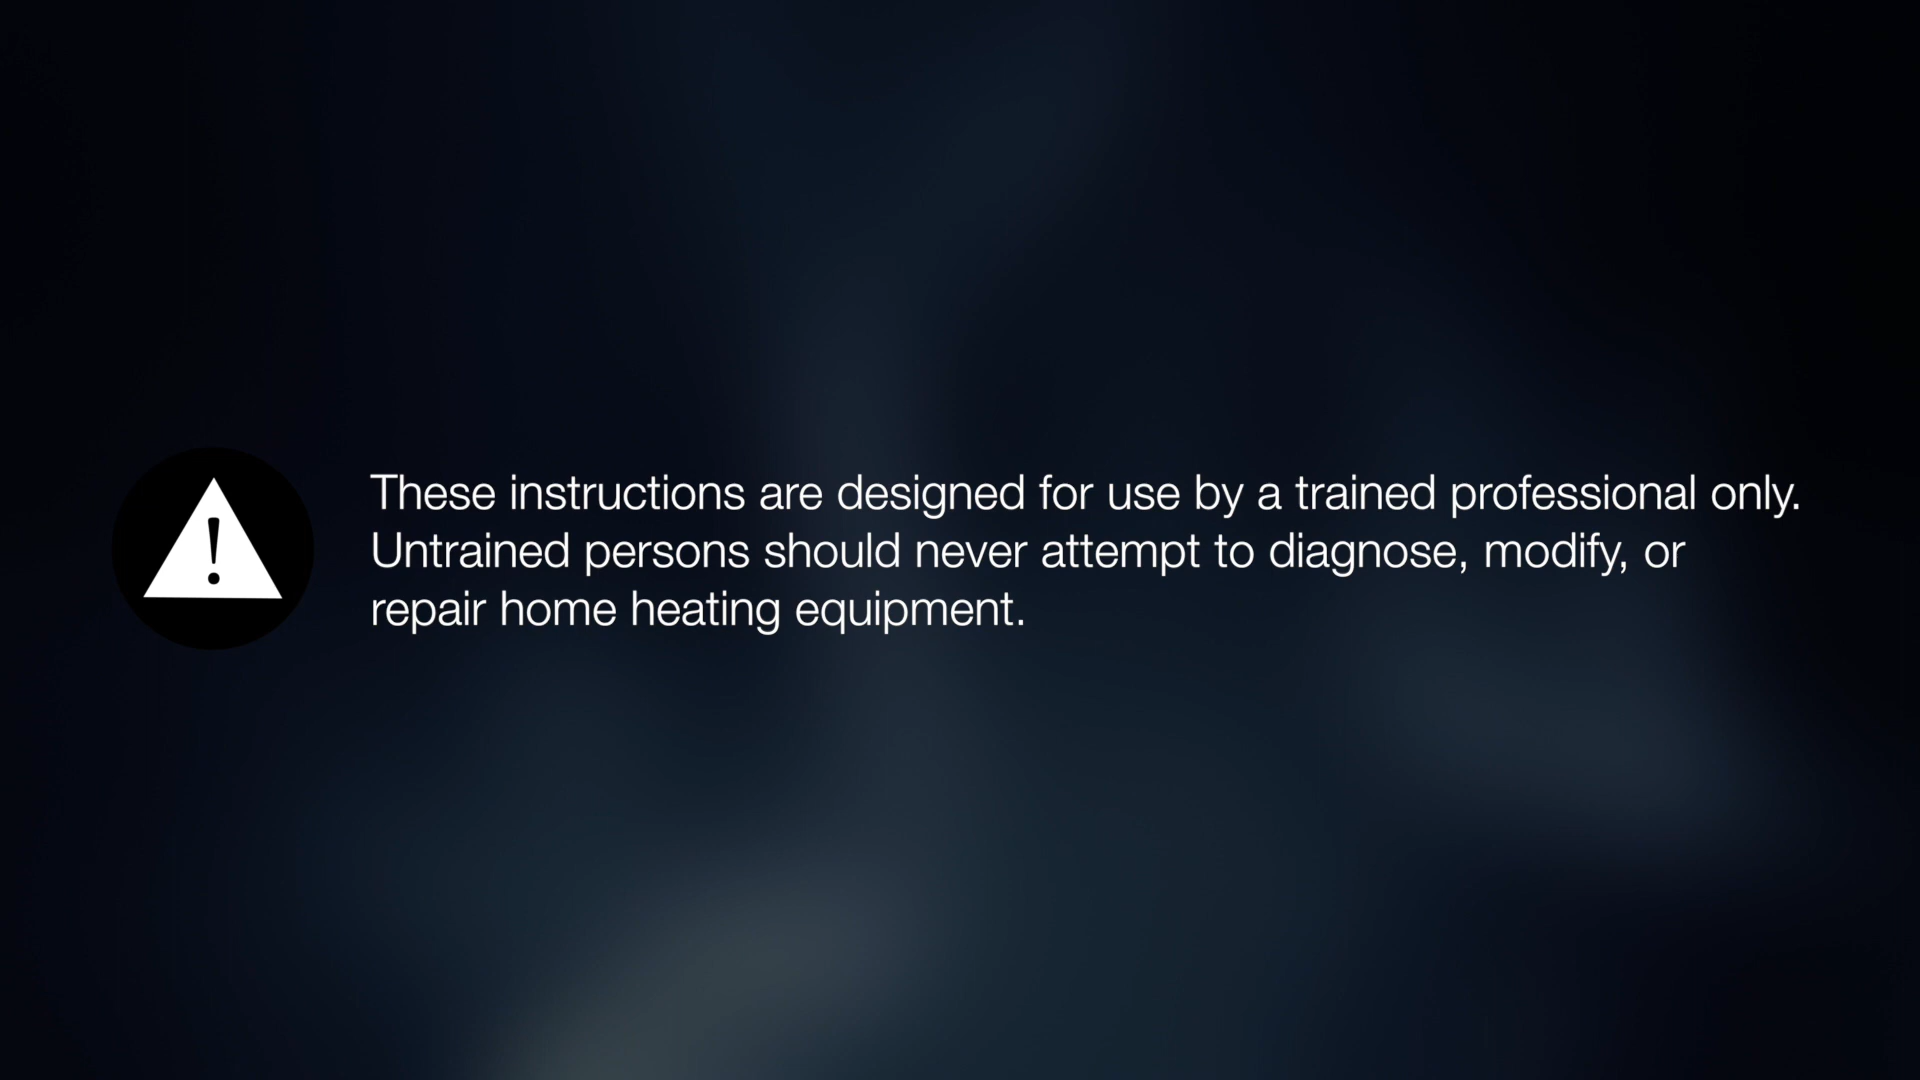 These instructions are designed for use by a trained professional only.
Untrained persons should never attempt to diagnose, modify, or
repair home heating equipment.